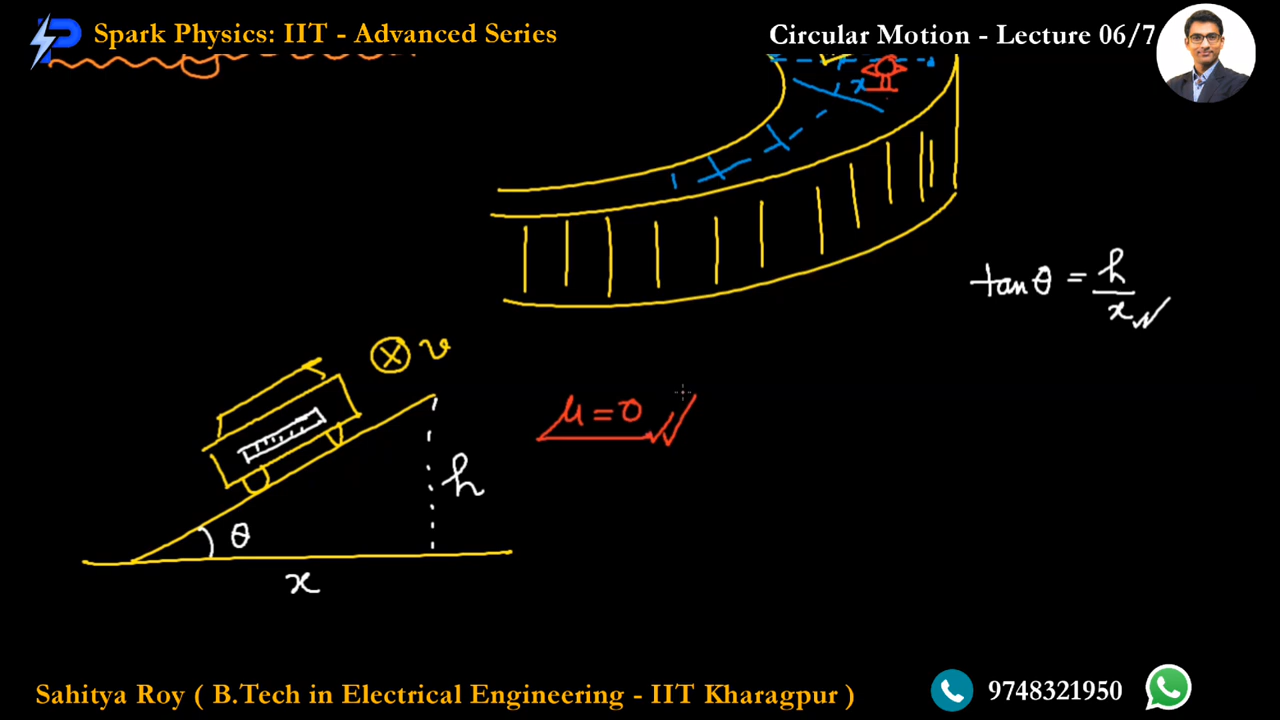 Spark Physics: IIT - Advanced Series
Circular Motion - Lecture 06/7
x
tanθ = h/x
⊗ v
μ = 0
h
θ
x
Sahitya Roy ( B.Tech in Electrical Engineering - IIT Kharagpur )
9748321950